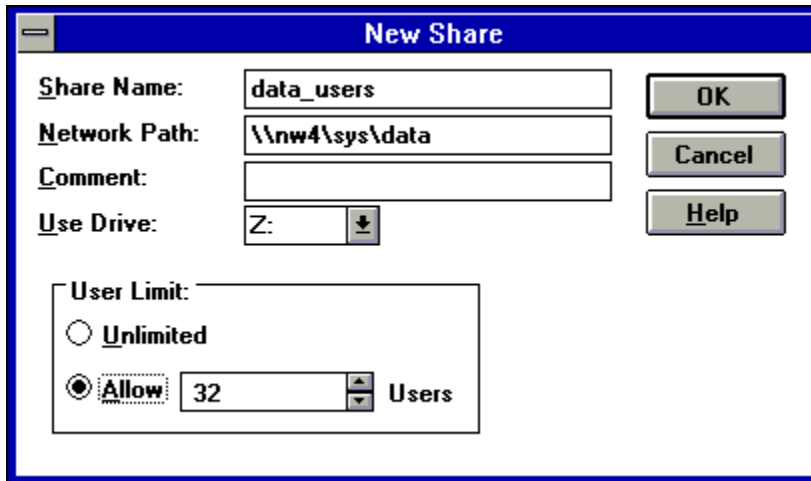 New Share
Share Name: data_users OK
Network Path: \\nw4\sys\data
Cancel
Comment:
Use Drive: Z: Help
User Limit:
Unlimited
Allow 32 Users